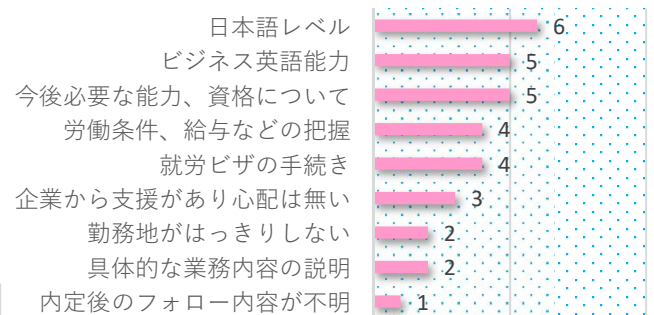 日本語レベル 6
ビジネス英語能力 5
今後必要な能力、資格について 5
労働条件、給与などの把握 4
就労ビザの手続き 4
企業から支援があり心配は無い 3
勤務地がはっきりしない 2
具体的な業務内容の説明 2
内定後のフォロー内容が不明 1